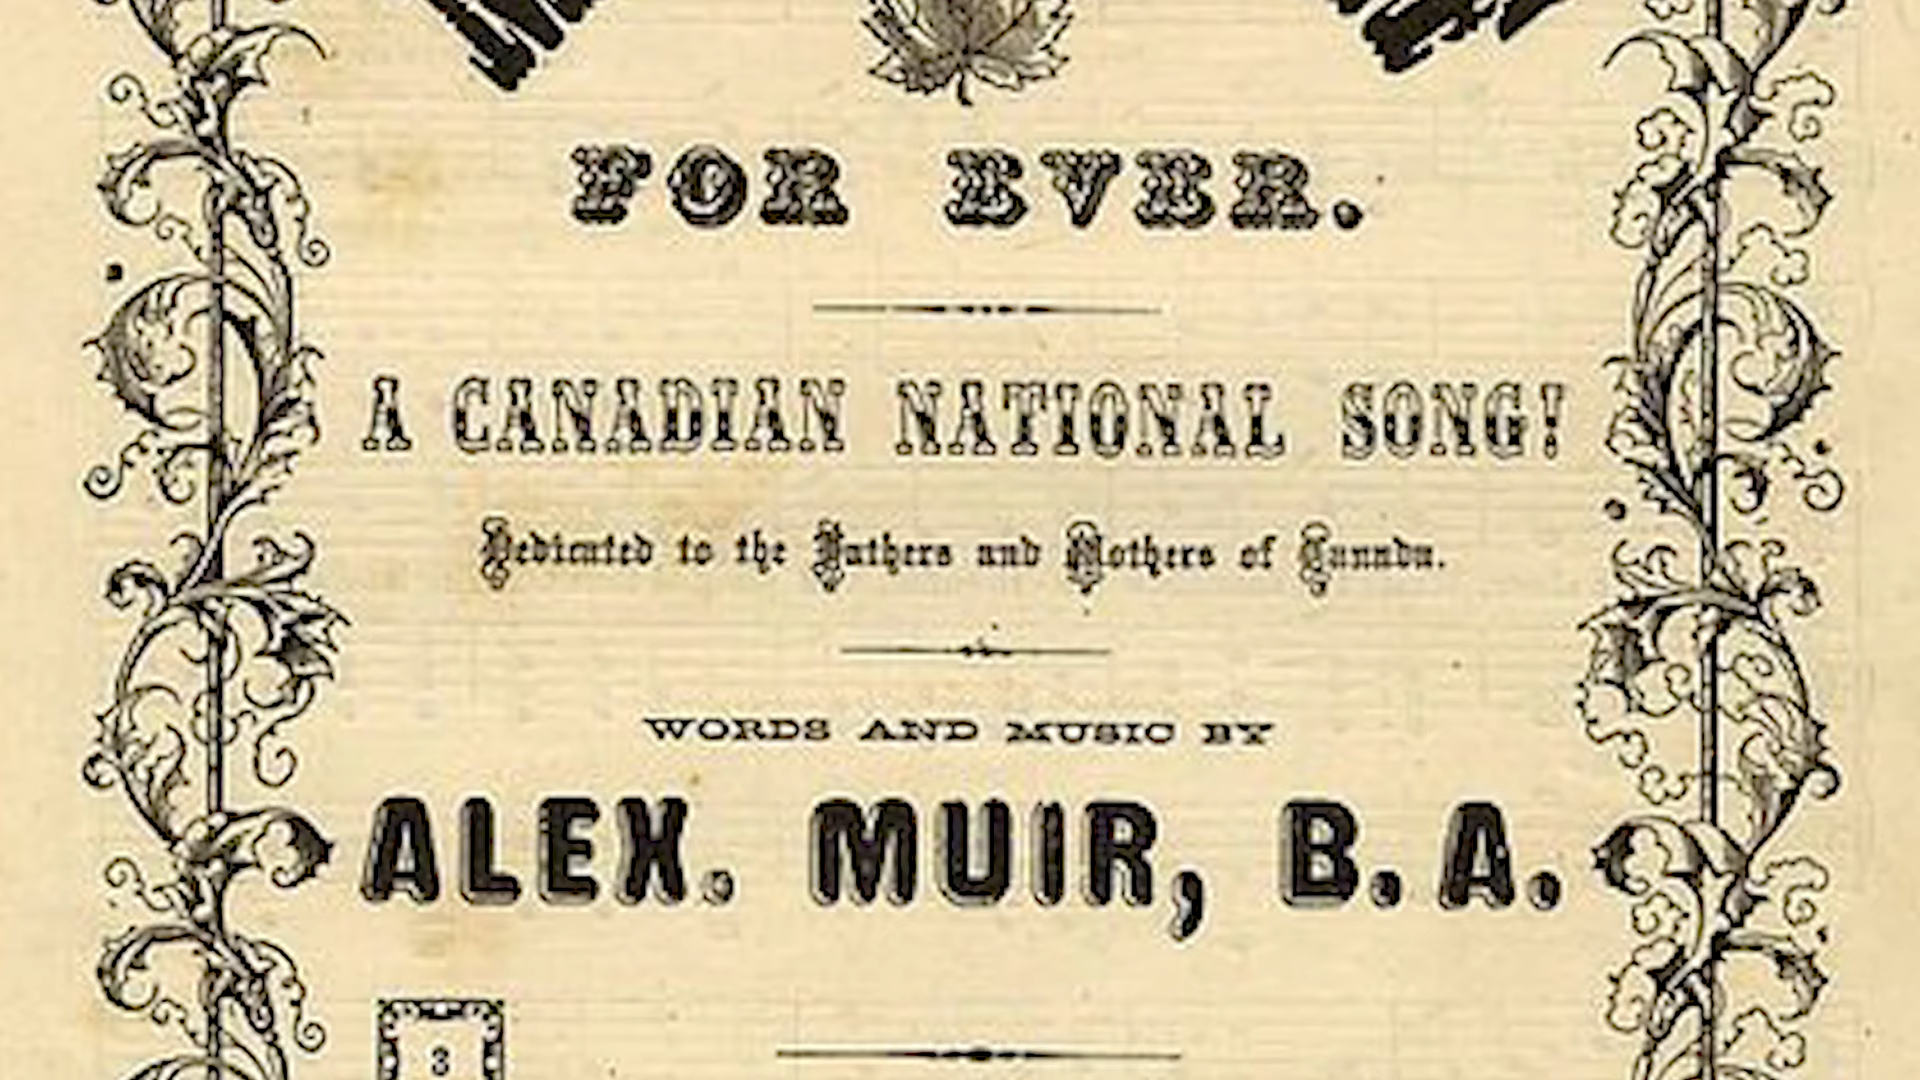 FOR EVER.
A CANADIAN NATIONAL SONG!
Dedicated to the Fathers and Mothers of Canada.
WORDS AND MUSIC BY
ALEX. MUIR, B. A.
3